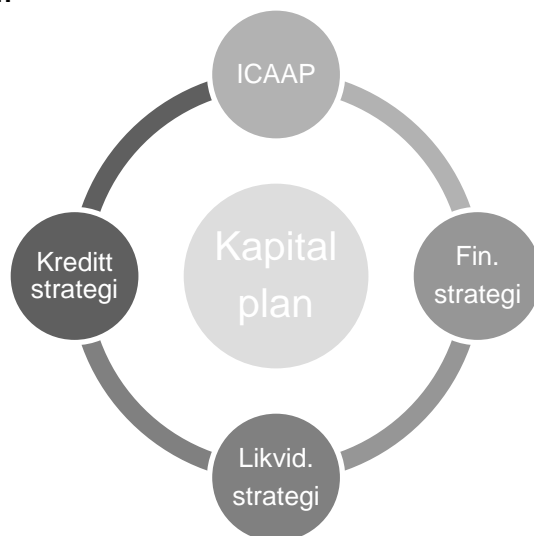 ICAAP
Kapital
plan
Kreditt
strategi
Fin.
strategi
Likvid.
strategi